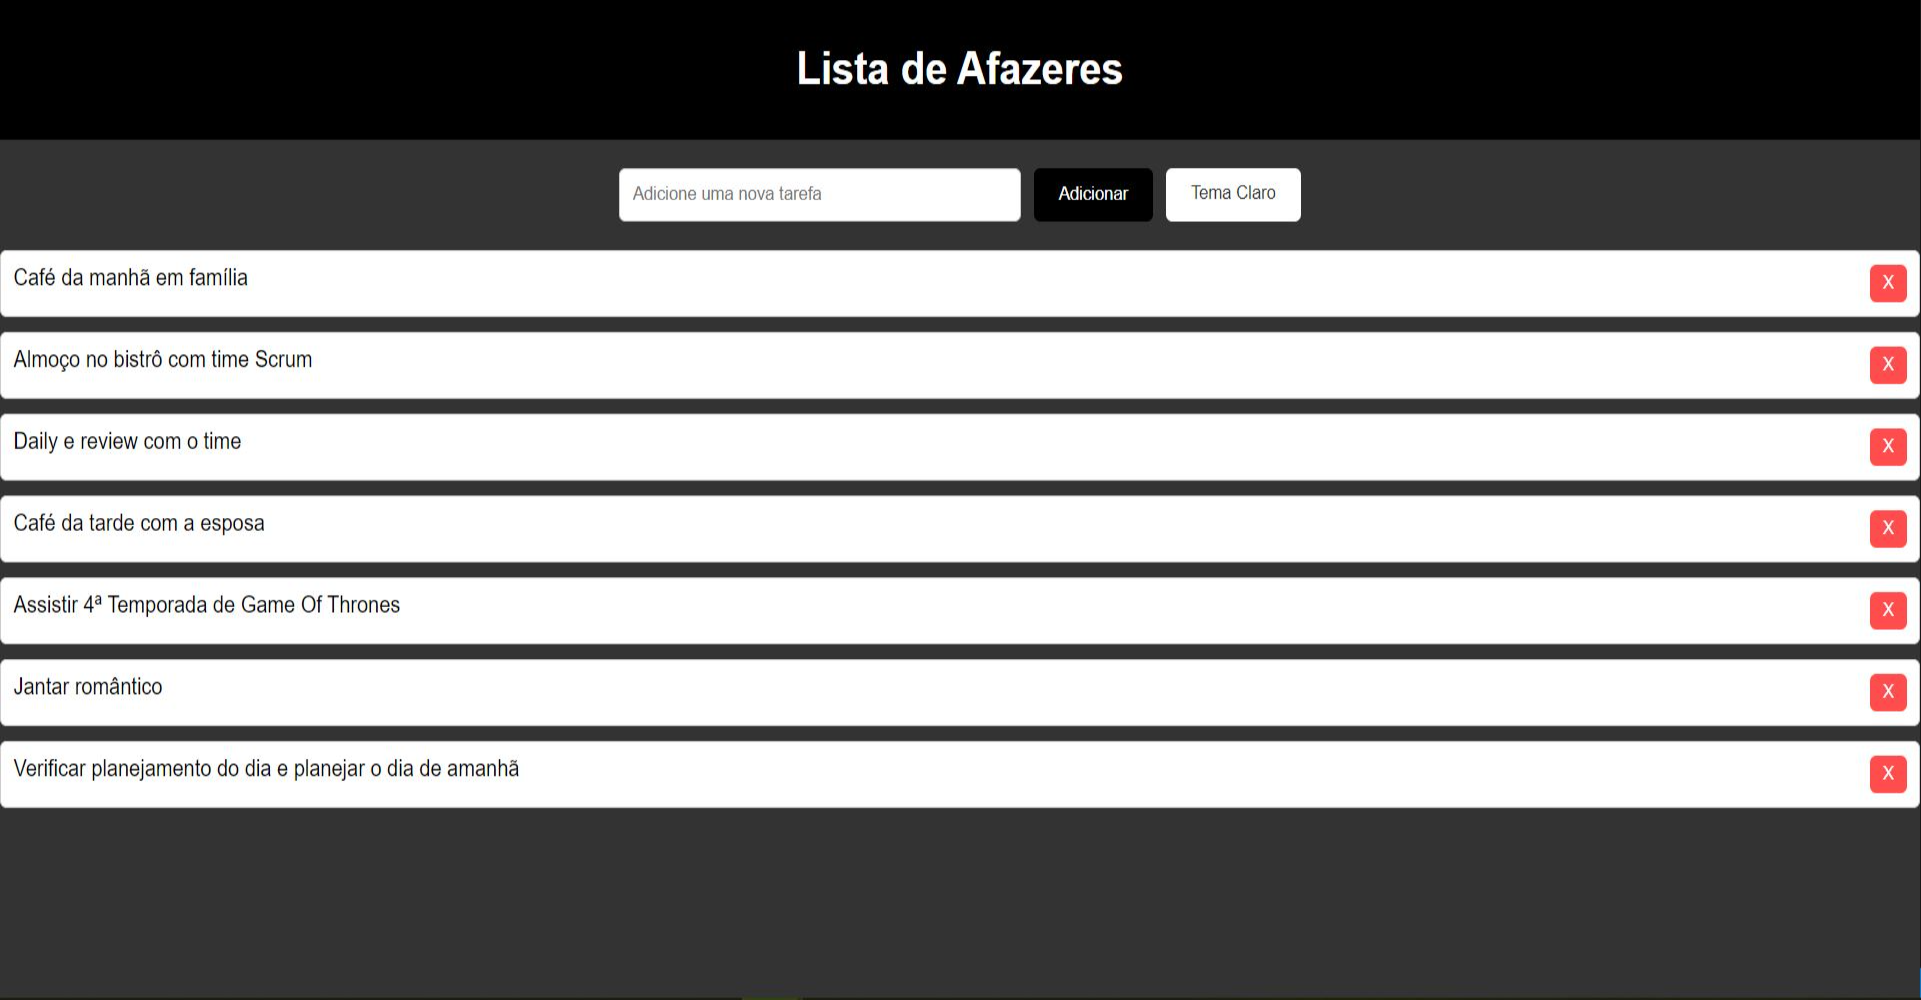 Lista de Afazeres
Adicione uma nova tarefa Adicionar Tema Claro
Café da manhã em família X
Almoço no bistrô com time Scrum X
Daily e review com o time X
Café da tarde com a esposa X
Assistir 4ª Temporada de Game Of Thrones X
Jantar romântico X
Verificar planejamento do dia e planejar o dia de amanhã X